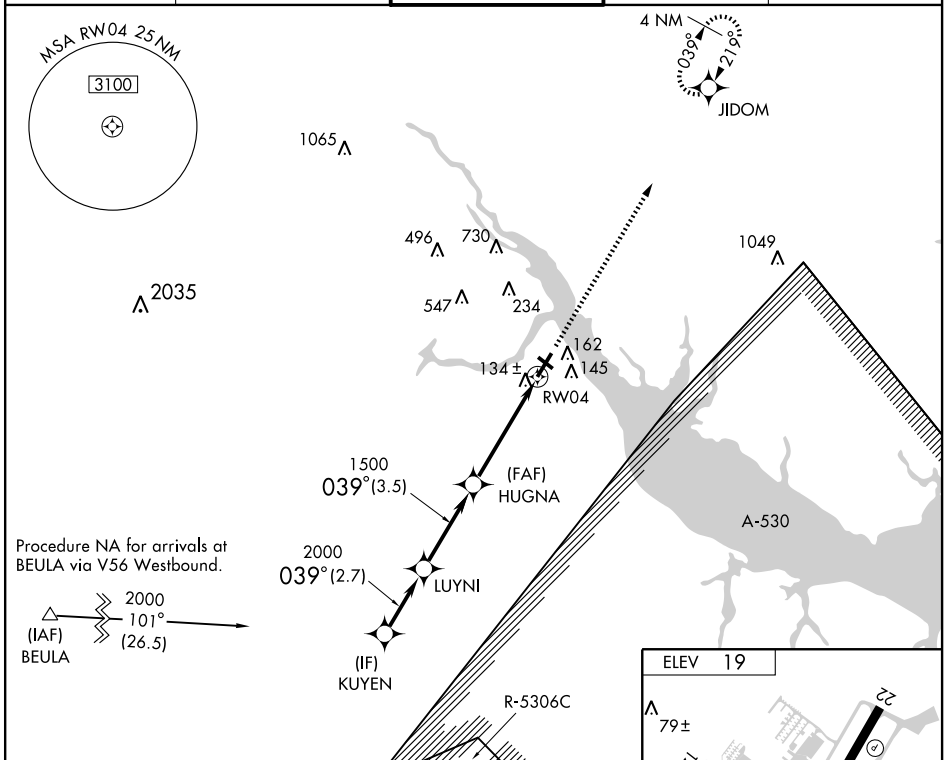 MSA RW04 25 NM
3100
4 NM
039°
219°
JIDOM
1065
496
730
1049
2035
547
234
162
134±
145
RW04
1500
039° (3.5)
(FAF)
HUGNA
A-530
Procedure NA for arrivals at
BEULA via V56 Westbound.
2000
039° (2.7)
LUYNI
2000
101°
(26.5)
(IAF)
BEULA
(IF)
KUYEN
ELEV 19
R-5306C
22
79±
P